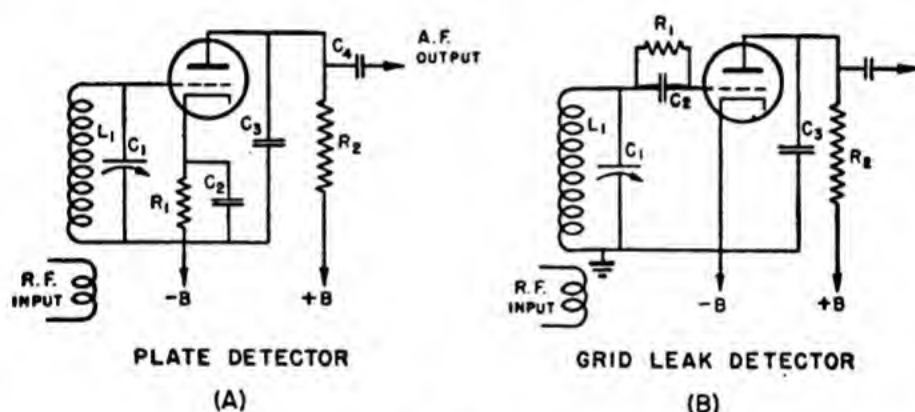 C4
A.F.
OUTPUT
L1
C1
C3
R2
R1
C2
R.F.
INPUT
-B
+B
PLATE DETECTOR
(A)
R1
C2
L1
C1
C3
R2
R.F.
INPUT
-B
+B
GRID LEAK DETECTOR
(B)